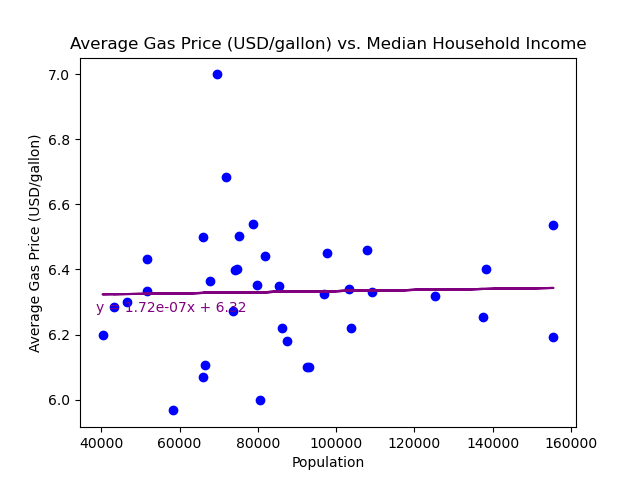 Average Gas Price (USD/gallon) vs. Median Household Income
7.0
6.8
6.6
6.4
6.2
6.0
Average Gas Price (USD/gallon)
y = 1.72e-07x + 6.32
40000 60000 80000 100000 120000 140000 160000
Population